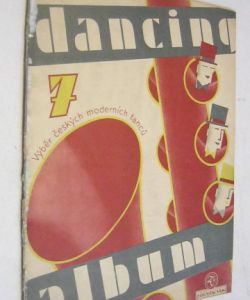 dancing
7
Výběr českých moderních tanců
album